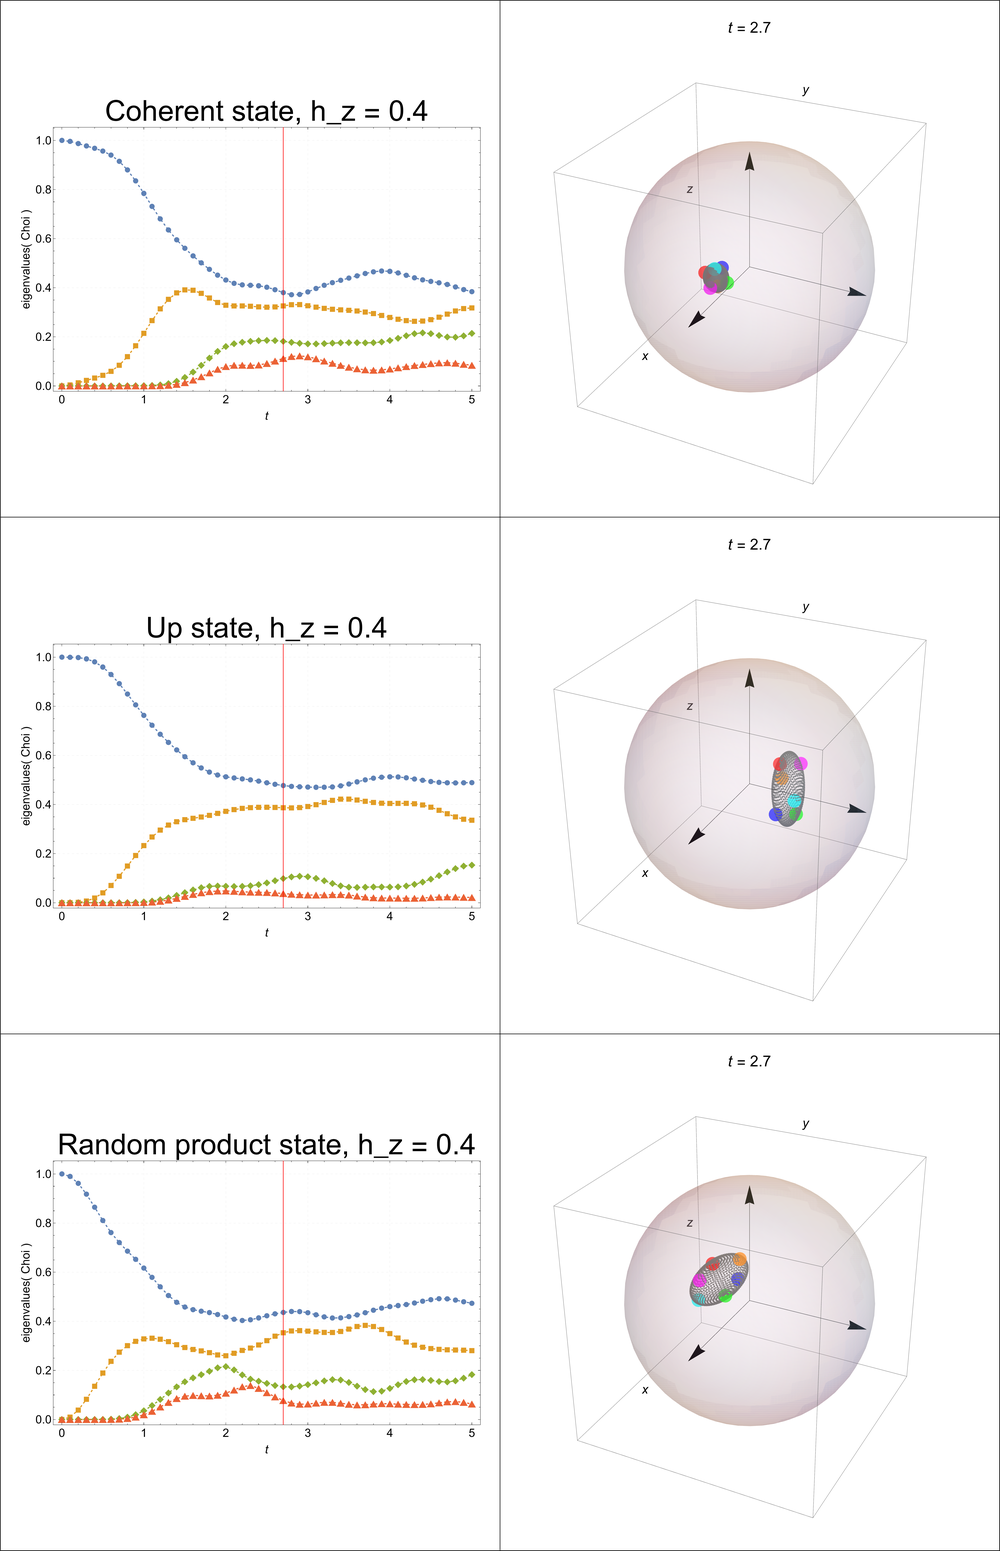 Coherent state, h_z = 0.4
eigenvalues( Choi )
1.0
0.8
0.6
0.4
0.2
0.0
0 1 2 3 4 5
t
t = 2.7
y
z
x
Up state, h_z = 0.4
eigenvalues( Choi )
1.0
0.8
0.6
0.4
0.2
0.0
0 1 2 3 4 5
t
t = 2.7
y
z
x
Random product state, h_z = 0.4
eigenvalues( Choi )
1.0
0.8
0.6
0.4
0.2
0.0
0 1 2 3 4 5
t
t = 2.7
y
z
x